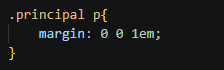 .principal p{
    margin: 0 0 1em;
}